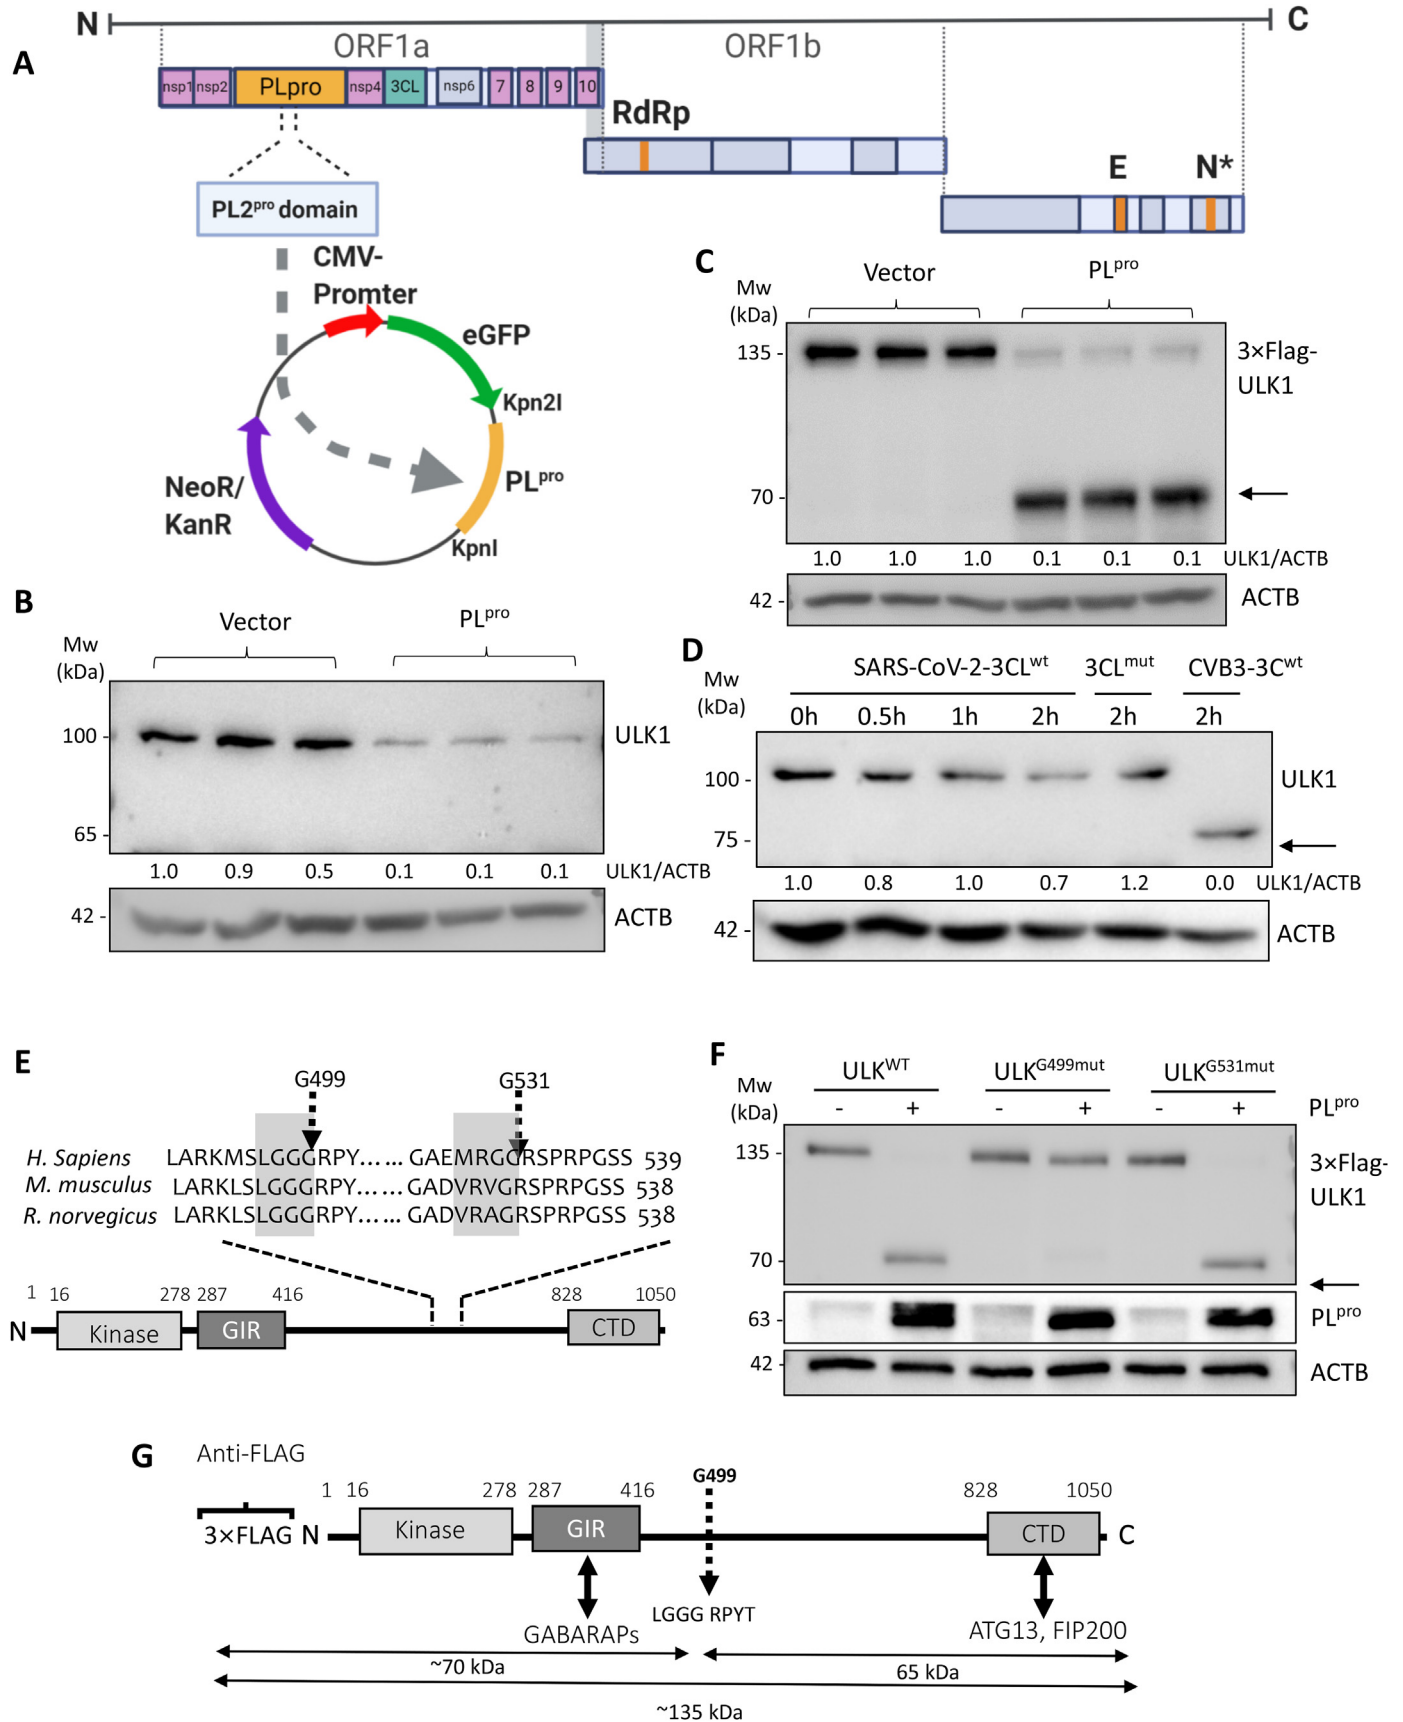 N C
A
ORF1a ORF1b
nsp1 nsp2 PLpro nsp4 3CL nsp6 7 8 9 10
RdRp
E N*
PL2pro domain
CMV-
Promter
eGFP
Kpn2I
PLpro
KpnI
NeoR/
KanR
B
Vector PLpro
Mw
(kDa)
100 - ULK1
65 -
1.0 0.9 0.5 0.1 0.1 0.1 ULK1/ACTB
42 - ACTB
C
Vector PLpro
Mw
(kDa)
135 - 3×Flag-
ULK1
70 -
1.0 1.0 1.0 0.1 0.1 0.1 ULK1/ACTB
42 - ACTB
D
SARS-CoV-2-3CLwt 3CLmut CVB3-3Cwt
Mw
(kDa)
0h 0.5h 1h 2h 2h 2h
100 - ULK1
75 -
1.0 0.8 1.0 0.7 1.2 0.0 ULK1/ACTB
42 - ACTB
E
G499 G531
H. Sapiens LARKMSLGGGRPY...... GAEMRGGRSPRPGSS 539
M. musculus LARKLSLGGGRPY...... GADVRVGRSPRPGSS 538
R. norvegicus LARKLSLGGGRPY...... GADVRAGRSPRPGSS 538
1 16 278 287 416 828 1050
N Kinase GIR CTD
F
ULKWT ULKG499mut ULKG531mut
Mw
(kDa)
- + - + - + PLpro
135 - 3×Flag-
ULK1
70 -
63 - PLpro
42 - ACTB
G
Anti-FLAG
G499
1 16 278 287 416 828 1050
3×FLAG N Kinase GIR CTD C
LGGG RPYT
GABARAPs ATG13, FIP200
~70 kDa 65 kDa
~135 kDa